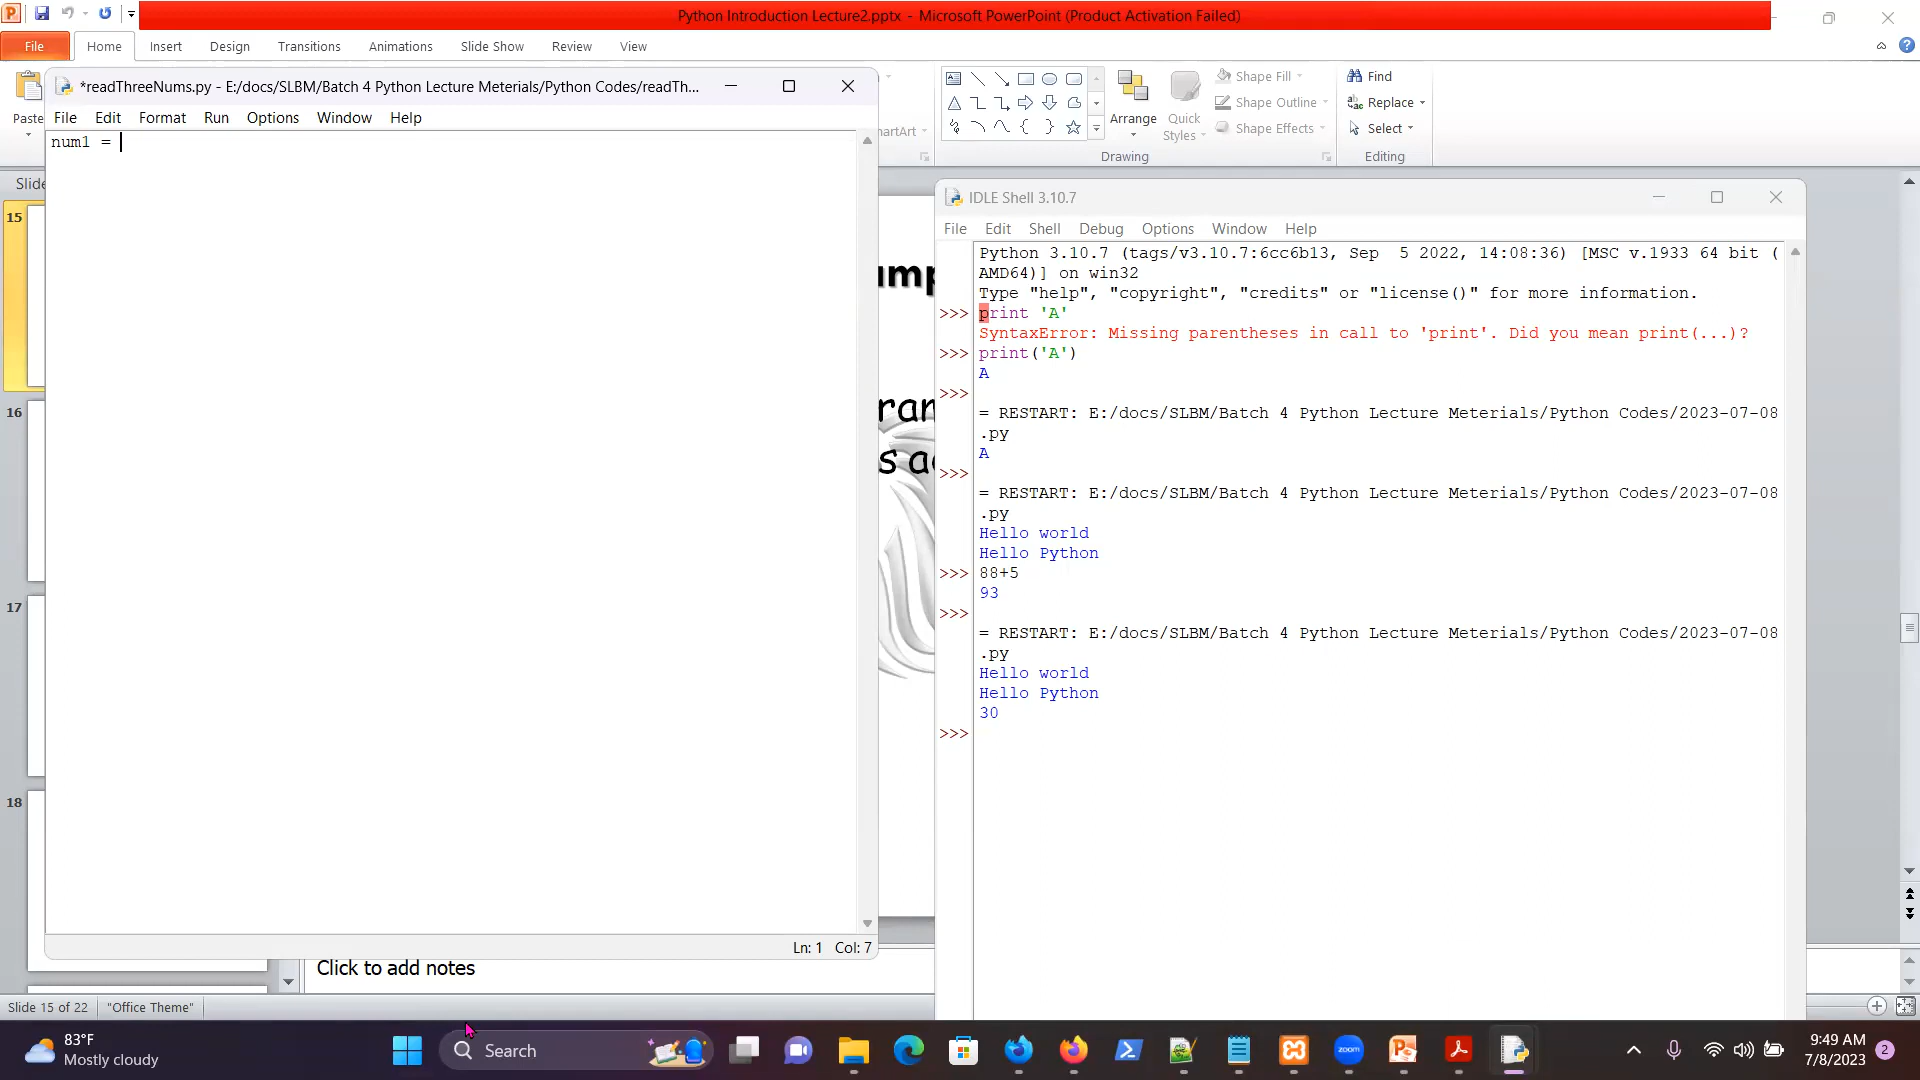 Python Introduction Lecture2.pptx - Microsoft PowerPoint (Product Activation Failed)
File Home Insert Design Transitions Animations Slide Show Review View
Paste
Shape Fill
Shape Outline
Shape Effects
Arrange
Quick
Styles
Drawing
Find
Replace
Select
Editing
*readThreeNums.py - E:/docs/SLBM/Batch 4 Python Lecture Meterials/Python Codes/readTh...
File Edit Format Run Options Window Help
num1 =
Ln: 1 Col: 7
15
16
17
18
IDLE Shell 3.10.7
File Edit Shell Debug Options Window Help
Python 3.10.7 (tags/v3.10.7:6cc6b13, Sep  5 2022, 14:08:36) [MSC v.1933 64 bit (
AMD64)] on win32
Type "help", "copyright", "credits" or "license()" for more information.
>>> print 'A'
SyntaxError: Missing parentheses in call to 'print'. Did you mean print(...)?
>>> print('A')
A
>>>
= RESTART: E:/docs/SLBM/Batch 4 Python Lecture Meterials/Python Codes/2023-07-08
.py
A
>>>
= RESTART: E:/docs/SLBM/Batch 4 Python Lecture Meterials/Python Codes/2023-07-08
.py
Hello world
Hello Python
>>> 88+5
93
>>>
= RESTART: E:/docs/SLBM/Batch 4 Python Lecture Meterials/Python Codes/2023-07-08
.py
Hello world
Hello Python
30
>>>
Click to add notes
Slide 15 of 22 "Office Theme"
83°F
Mostly cloudy
Search
zoom
9:49 AM
7/8/2023
2